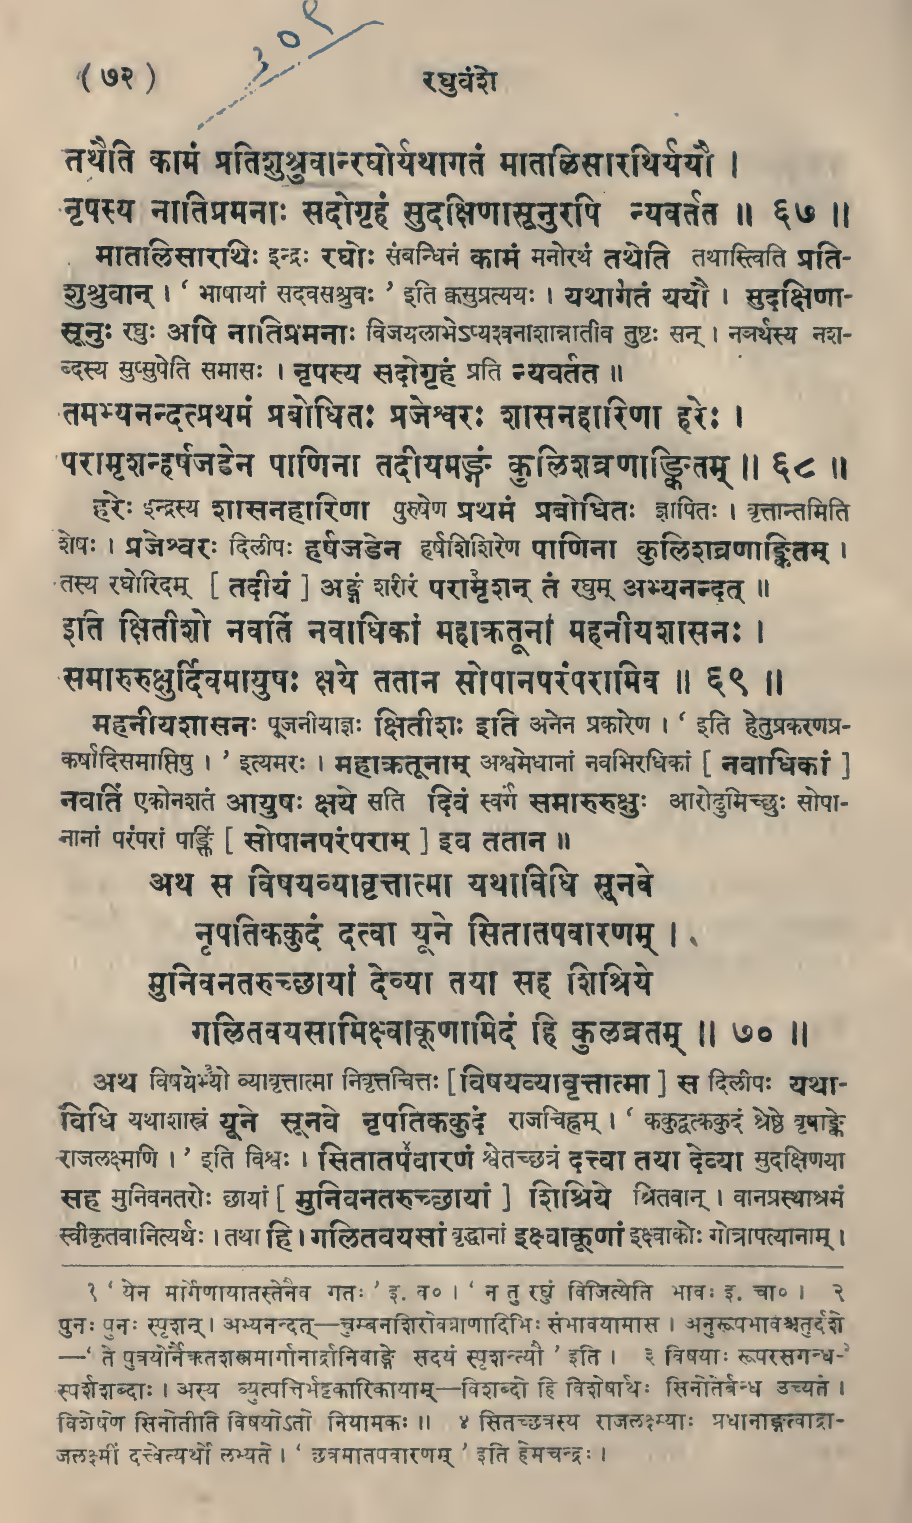 ३०९
( ७२ ) रघुवंशे
तथेति कामं प्रतिशुश्रुवान्रघोर्यथागतं मातलिसारथिर्ययौ ।
नृपस्य नातिप्रमनाः सदोगृहं सुदक्षिणासूनुरपि न्यवर्तत ॥ ६७ ॥
मातलिसारथिः इन्द्रः रघोः संबन्धिनं कामं मनोरथं तथेति तथास्त्विति प्रति-
शुश्रुवान् । ‘ भाषायां सदवसश्रुवः ’ इति क्वसुप्रत्ययः । यथागतं ययौ । सुदक्षिणा-
सूनुः रघुः अपि नातिप्रमनाः विजयलाभेऽप्यश्वनाशान्नातीव तुष्टः सन् । नञर्थस्य नश-
ब्दस्य सुप्सुपेति समासः । नृपस्य सदोगृहं प्रति न्यवर्तत ॥
तमभ्यनन्दत्प्रथमं प्रबोधितः प्रजेश्वरः शासनहारिणा हरेः ।
परामृशन्हर्षजडेन पाणिना तदीयमङ्गं कुलिशव्रणाङ्कितम् ॥ ६८ ॥
हरेः इन्द्रस्य शासनहारिणा पुरुषेण प्रथमं प्रबोधितः ज्ञापितः । वृत्तान्तमिति
शेषः । प्रजेश्वरः दिलीपः हर्षजडेन हर्षशिशिरेण पाणिना कुलिशव्रणाङ्कितम् ।
तस्य रघोरिदम् [ तदीयं ] अङ्गं शरीरं परामृशन् तं रघुम् अभ्यनन्दत् ॥
इति क्षितीशो नवतिं नवाधिकां महाक्रतूनां महनीयशासनः ।
समारुरुक्षुर्दिवमायुषः क्षये ततान सोपानपरंपरामिव ॥ ६९ ॥
महनीयशासनः पूजनीयाज्ञः क्षितीशः इति अनेन प्रकारेण । ‘ इति हेतुप्रकरणप्र-
कर्षादिसमाप्तिषु । ’ इत्यमरः । महाक्रतूनाम् अश्वमेधानां नवभिरधिकां [ नवाधिकां ]
नवतिं एकोनशतं आयुषः क्षये सति दिवं स्वर्गं समारुरुक्षुः आरोढुमिच्छुः सोपा-
नानां परंपरां पङ्क्तिं [ सोपानपरंपराम् ] इव ततान ॥
अथ स विषयव्यावृत्तात्मा यथाविधि सूनवे
नृपतिककुदं दत्त्वा यूने सितातपवारणम् ।
मुनिवनतरुच्छायां देव्या तया सह शिश्रिये
गलितवयसामिक्ष्वाकूणामिदं हि कुलव्रतम् ॥ ७० ॥
अथ विषयेभ्यो व्यावृत्तात्मा निवृत्तचित्तः [ विषयव्यावृत्तात्मा ] स दिलीपः यथा-
विधि यथाशास्त्रं यूने सूनवे नृपतिककुदं राजचिह्नम् । ‘ ककुद्वत्ककुदं श्रेष्ठे वृषाङ्के
राजलक्ष्मणि । ’ इति विश्वः । सितातपवारणं श्वेतच्छत्रं दत्त्वा तया देव्या सुदक्षिणया
सह मुनिवनतरोः छायां [ मुनिवनतरुच्छायां ] शिश्रिये श्रितवान् । वानप्रस्थाश्रमं
स्वीकृतवानित्यर्थः । तथा हि । गलितवयसां वृद्धानां इक्ष्वाकूणां इक्ष्वाकोः गोत्रापत्यानाम् ।
१ ‘ येन मार्गेणायातस्तेनैव गतः ’ इ. व० । ‘ न तु रघुं विजित्येति भावः इ. चा० । २
पुनः पुनः स्पृशन् । अभ्यनन्दत्—चुम्बनशिरोवघ्राणादिभिः संभावयामास । अनुरूपभावश्चतुर्दशे
—‘ ते पुत्रयोर्नैर्ऋतशस्त्रमार्गानार्द्रानिवाङ्गे सदयं स्पृशन्त्यौ ’ इति । ३ विषयाः रूपरसगन्ध-
स्पर्शशब्दाः । अस्य व्युत्पत्तिर्भट्टकारिकायाम्—विशब्दो हि विशेषार्थः सिनोतेर्बन्ध उच्यते ।
विशेषेण सिनोतीति विषयोऽतो नियामकः ॥ ४ सितच्छत्रस्य राजलक्ष्म्याः प्रधानाङ्गत्वाद्रा-
जलक्ष्मीं दत्त्वेत्यर्थो लभ्यते । ‘ छत्रमातपवारणम् ’ इति हेमचन्द्रः ।